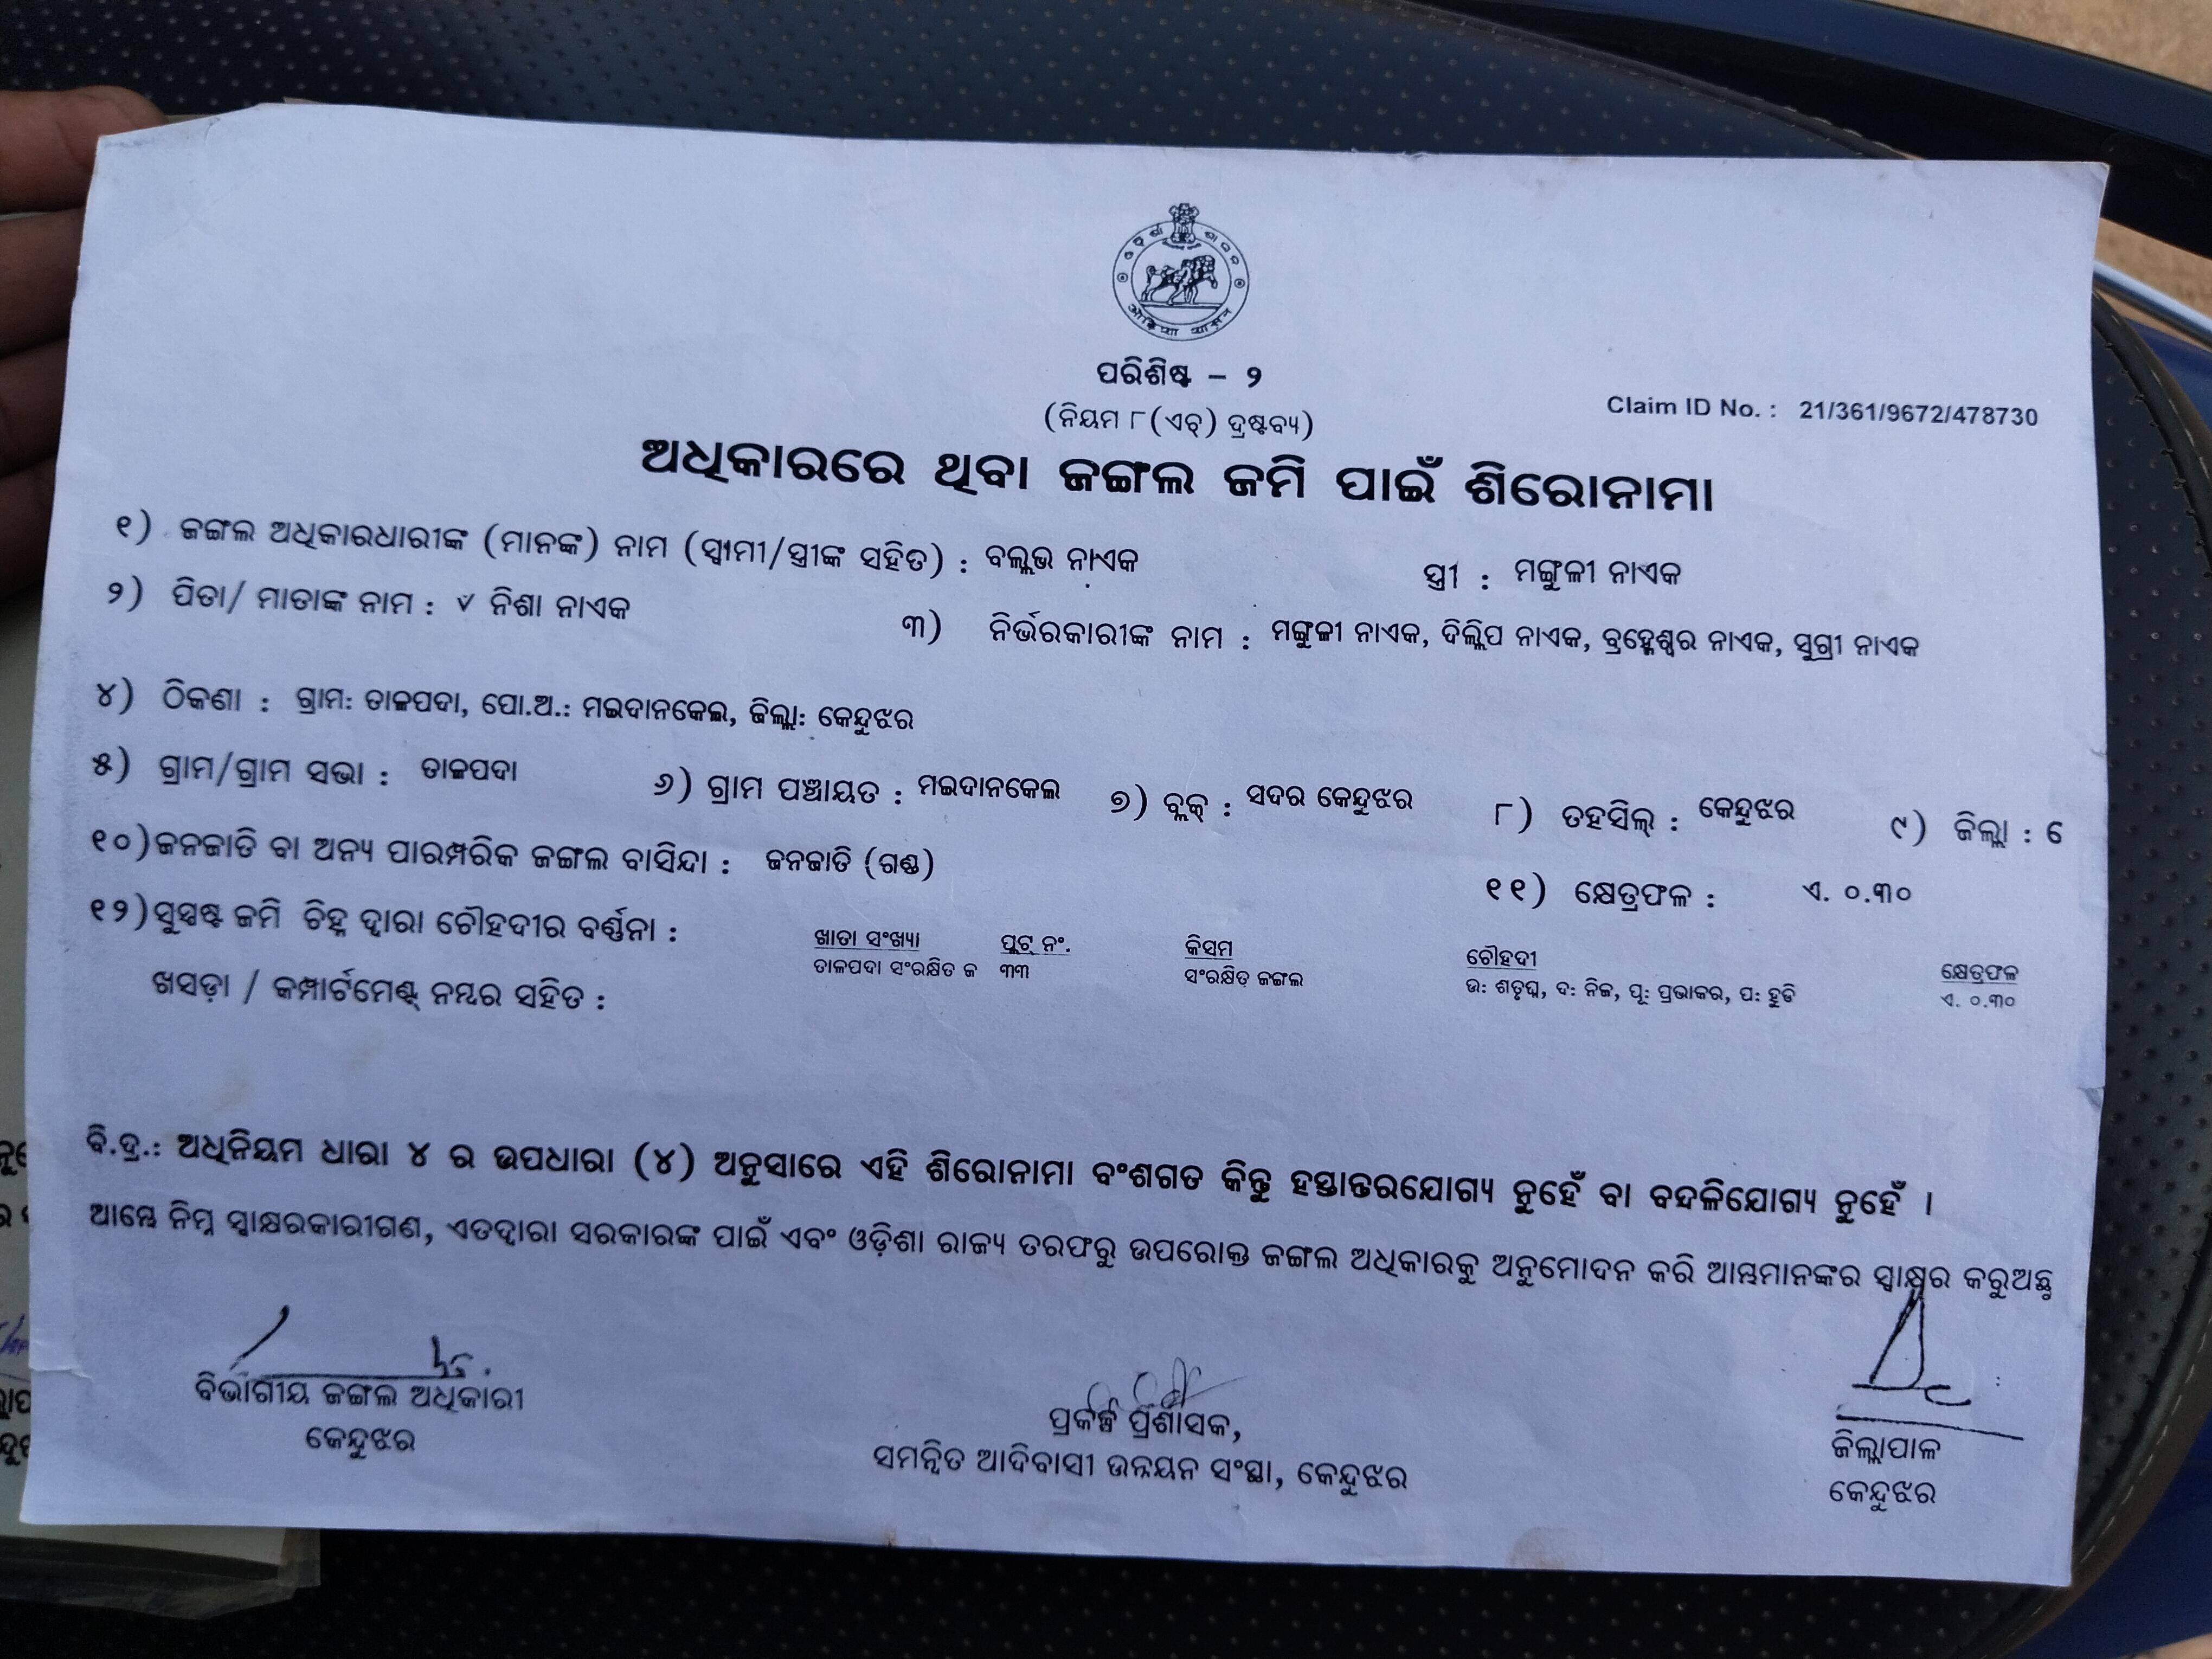 ଓଡ଼ିଶା ଶାସନ
ओड़िशा शासन
ପରିଶିଷ୍ଟ – ୨
(ନିୟମ ୮(ଏଚ୍) ଦ୍ରଷ୍ଟବ୍ୟ)
Claim ID No. : 21/361/9672/478730
ଅଧିକାରରେ ଥିବା ଜଙ୍ଗଲ ଜମି ପାଇଁ ଶିରୋନାମା
୧) ଜଙ୍ଗଲ ଅଧିକାରଧାରୀଙ୍କ (ମାନଙ୍କ) ନାମ (ସ୍ୱାମୀ/ସ୍ତ୍ରୀଙ୍କ ସହିତ) : ବଲ୍ଲଭ ନାଏକ ସ୍ତ୍ରୀ : ମଙ୍ଗୁଳୀ ନାଏକ
୨) ପିତା/ ମାତାଙ୍କ ନାମ : ✓ ନିଶା ନାଏକ ୩) ନିର୍ଭରକାରୀଙ୍କ ନାମ : ମଙ୍ଗୁଳୀ ନାଏକ, ଦିଲ୍ଲିପ ନାଏକ, ବ୍ରହ୍ମେଶ୍ୱର ନାଏକ, ସୁଗ୍ରୀ ନାଏକ
୪) ଠିକଣା : ଗ୍ରାମ: ତାଳପଦା, ପୋ.ଅ.: ମଇଦାନକେଲ, ଜିଲ୍ଲା: କେନ୍ଦୁଝର
୫) ଗ୍ରାମ/ଗ୍ରାମ ସଭା : ତାଳପଦା ୬) ଗ୍ରାମ ପଞ୍ଚାୟତ : ମଇଦାନକେଲ ୭) ବ୍ଲକ୍ : ସଦର କେନ୍ଦୁଝର ୮) ତହସିଲ୍ : କେନ୍ଦୁଝର ୯) ଜିଲ୍ଲା :
୧୦) ଜନଜାତି ବା ଅନ୍ୟ ପାରମ୍ପରିକ ଜଙ୍ଗଲ ବାସିନ୍ଦା : ଜନଜାତି (ଗଣ୍ଡ) ୧୧) କ୍ଷେତ୍ରଫଳ : ଏ. ୦.୩୦
୧୨) ସୁସ୍ପଷ୍ଟ ଜମି ଚିହ୍ନ ଦ୍ୱାରା ଚୌହଦୀର ବର୍ଣ୍ଣନା :
ଖାତା ସଂଖ୍ୟା ପ୍ଲଟ୍ ନଂ. କିସମ ଚୌହଦୀ କ୍ଷେତ୍ରଫଳ
ତାଳପଦା ସଂରକ୍ଷିତ ଜ ୩୩ ସଂରକ୍ଷିତ ଜଙ୍ଗଲ ଉ: ଶତୃଘ୍ନ, ଦ: ନିଜ, ପୂ: ପ୍ରଭାକର, ପ: ହୁଡି ଏ. ୦.୩୦
ଖସଡ଼ା / କମ୍ପାର୍ଟମେଣ୍ଟ୍ ନମ୍ବର ସହିତ :
ବି.ଦ୍ର.: ଅଧିନିୟମ ଧାରା ୪ ର ଉପଧାରା (୪) ଅନୁସାରେ ଏହି ଶିରୋନାମା ବଂଶଗତ କିନ୍ତୁ ହସ୍ତାନ୍ତରଯୋଗ୍ୟ ନୁହେଁ ବା ବଦଳିଯୋଗ୍ୟ ନୁହେଁ ।
ଆମ୍ଭେ ନିମ୍ନ ସ୍ୱାକ୍ଷରକାରୀଗଣ, ଏତଦ୍ୱାରା ସରକାରଙ୍କ ପାଇଁ ଏବଂ ଓଡ଼ିଶା ରାଜ୍ୟ ତରଫରୁ ଉପରୋକ୍ତ ଜଙ୍ଗଲ ଅଧିକାରକୁ ଅନୁମୋଦନ କରି ଆମ୍ଭମାନଙ୍କର ସ୍ୱାକ୍ଷର କରୁଅଛୁ
ବିଭାଗୀୟ ଜଙ୍ଗଲ ଅଧିକାରୀ
କେନ୍ଦୁଝର
ପ୍ରକଳ୍ପ ପ୍ରଶାସକ,
ସମନ୍ୱିତ ଆଦିବାସୀ ଉନ୍ନୟନ ସଂସ୍ଥା, କେନ୍ଦୁଝର
ଜିଲ୍ଲାପାଳ
କେନ୍ଦୁଝର